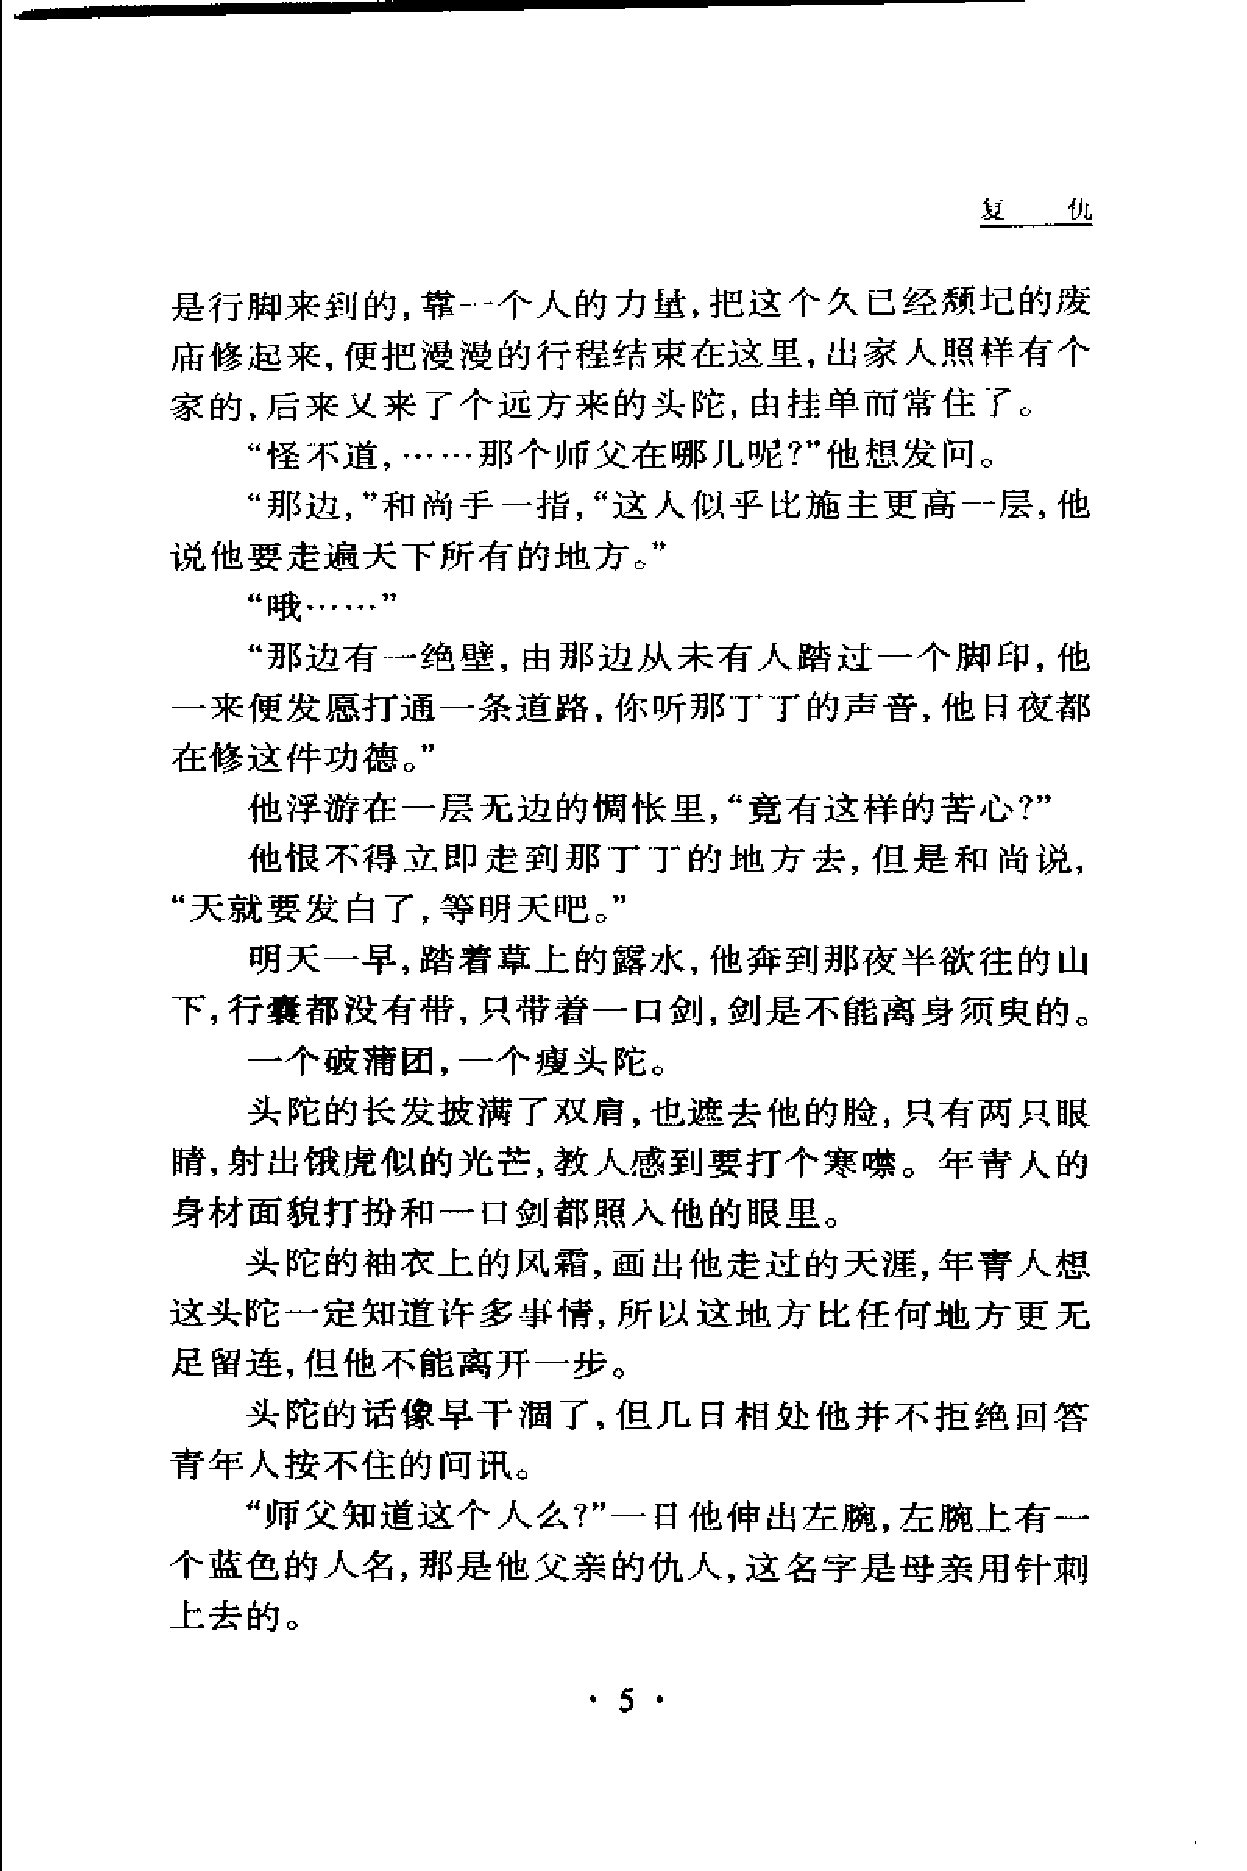 复 仇
是行脚来到的,靠一个人的力量,把这个久已经颓圮的废
庙修起来,便把漫漫的行程结束在这里,出家人照样有个
家的,后来又来了个远方来的头陀,由挂单而常住了。
“怪不道,……那个师父在哪儿呢?”他想发问。
“那边,”和尚手一指,“这人似乎比施主更高一层,他
说他要走遍天下所有的地方。”
“哦……”
“那边有一绝壁,由那边从未有人踏过一个脚印,他
一来便发愿打通一条道路,你听那丁丁的声音,他日夜都
在修这件功德。”
他浮游在一层无边的惆怅里,“竟有这样的苦心?”
他恨不得立即走到那丁丁的地方去,但是和尚说,
“天就要发白了,等明天吧。”
明天一早,踏着草上的露水,他奔到那夜半欲往的山
下,行囊都没有带,只带着一口剑,剑是不能离身须臾的。
一个破蒲团,一个瘦头陀。
头陀的长发披满了双肩,也遮去他的脸,只有两只眼
睛,射出饿虎似的光芒,教人感到要打个寒噤。年青人的
身材面貌打扮和一口剑都照入他的眼里。
头陀的袖衣上的风霜,画出他走过的天涯,年青人想
这头陀一定知道许多事情,所以这地方比任何地方更无
足留连,但他不能离开一步。
头陀的话像早干涸了,但几日相处他并不拒绝回答
青年人按不住的问讯。
“师父知道这个人么?”一日他伸出左腕,左腕上有一
个蓝色的人名,那是他父亲的仇人,这名字是母亲用针刺
上去的。
· 5 ·